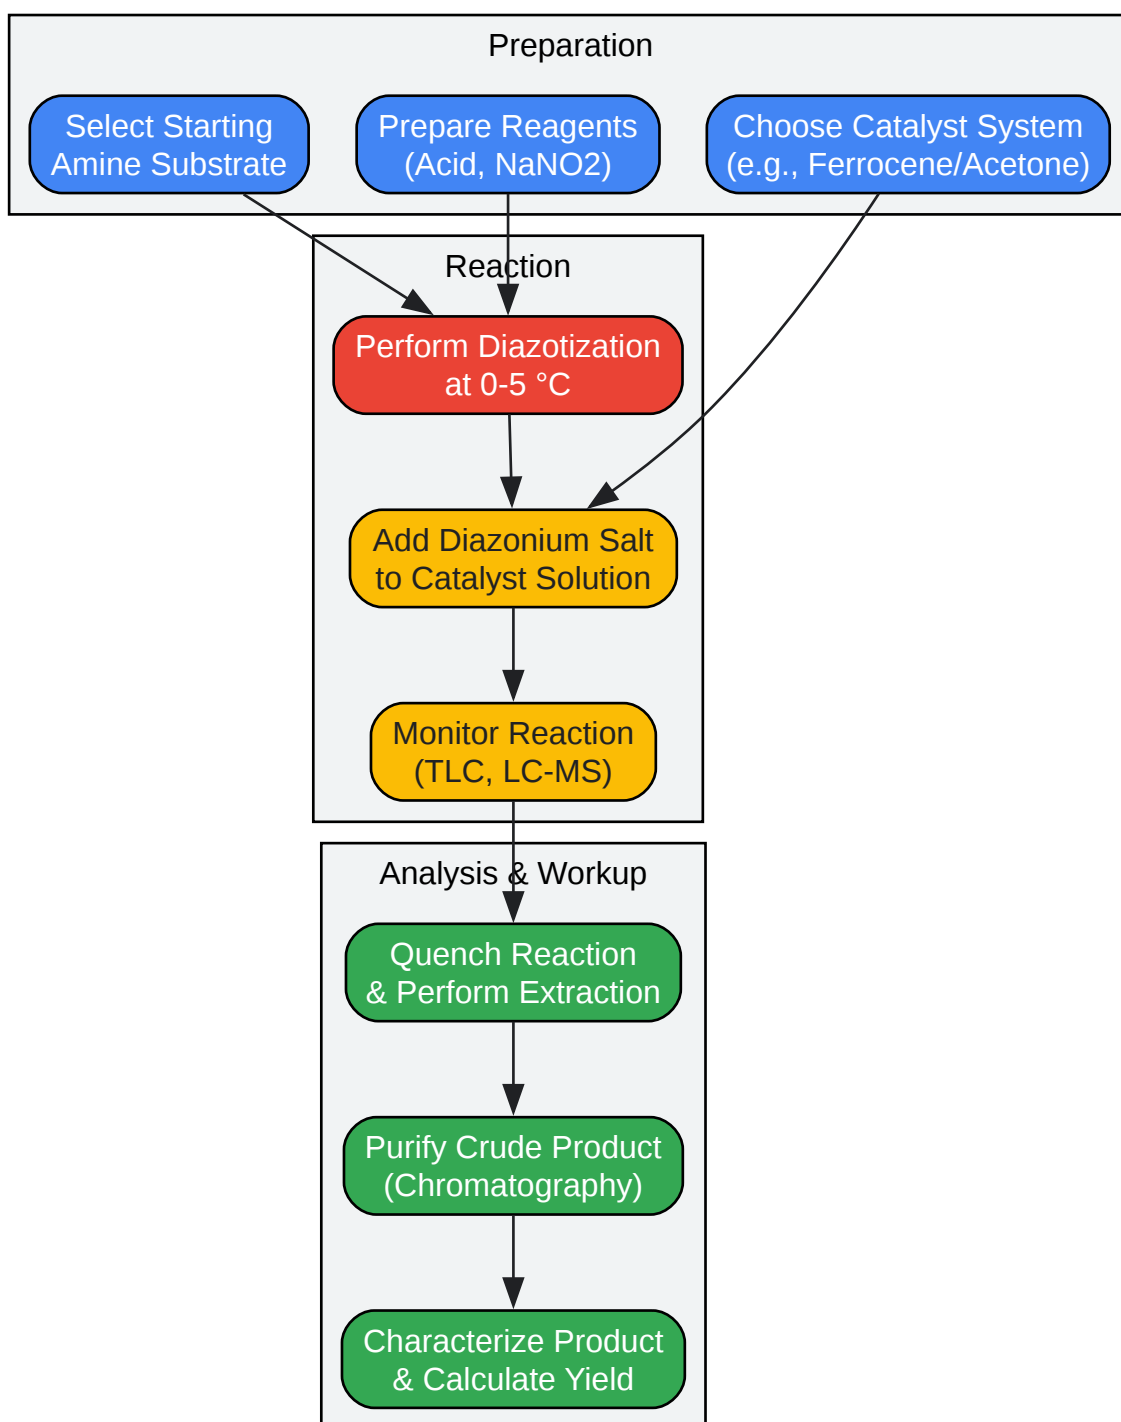 Preparation
Select Starting
Amine Substrate
Prepare Reagents
(Acid, NaNO2)
Choose Catalyst System
(e.g., Ferrocene/Acetone)
Reaction
Perform Diazotization
at 0-5 °C
Add Diazonium Salt
to Catalyst Solution
Monitor Reaction
(TLC, LC-MS)
Analysis & Workup
Quench Reaction
& Perform Extraction
Purify Crude Product
(Chromatography)
Characterize Product
& Calculate Yield